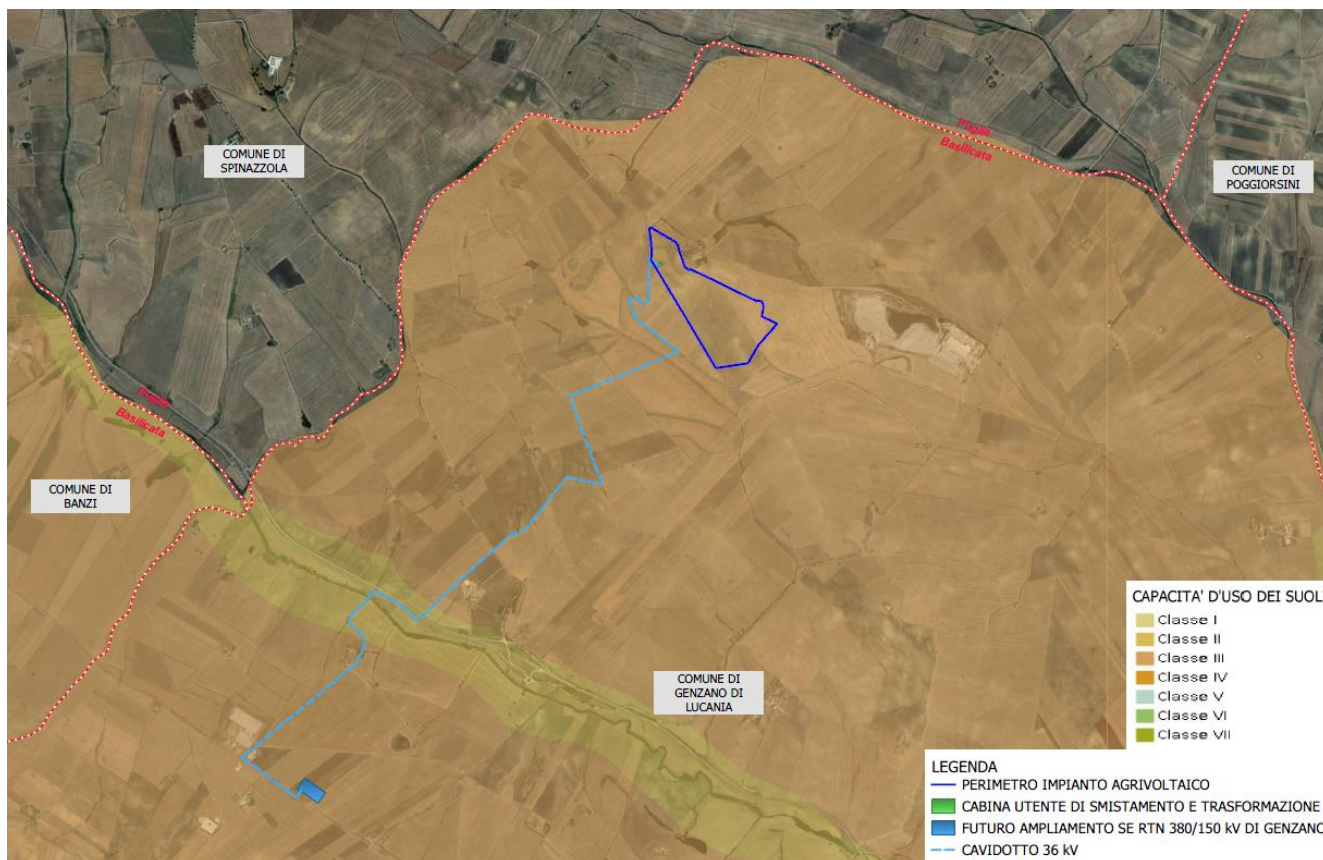 COMUNE DI
SPINAZZOLA
Puglia
Basilicata
COMUNE DI
POGGIORSINI
Puglia
Basilicata
COMUNE DI
BANZI
COMUNE DI
GENZANO DI
LUCANIA
CAPACITA' D'USO DEI SUOLI
Classe I
Classe II
Classe III
Classe IV
Classe V
Classe VI
Classe VII
LEGENDA
PERIMETRO IMPIANTO AGRIVOLTAICO
CABINA UTENTE DI SMISTAMENTO E TRASFORMAZIONE
FUTURO AMPLIAMENTO SE RTN 380/150 kV DI GENZANO
CAVIDOTTO 36 kV